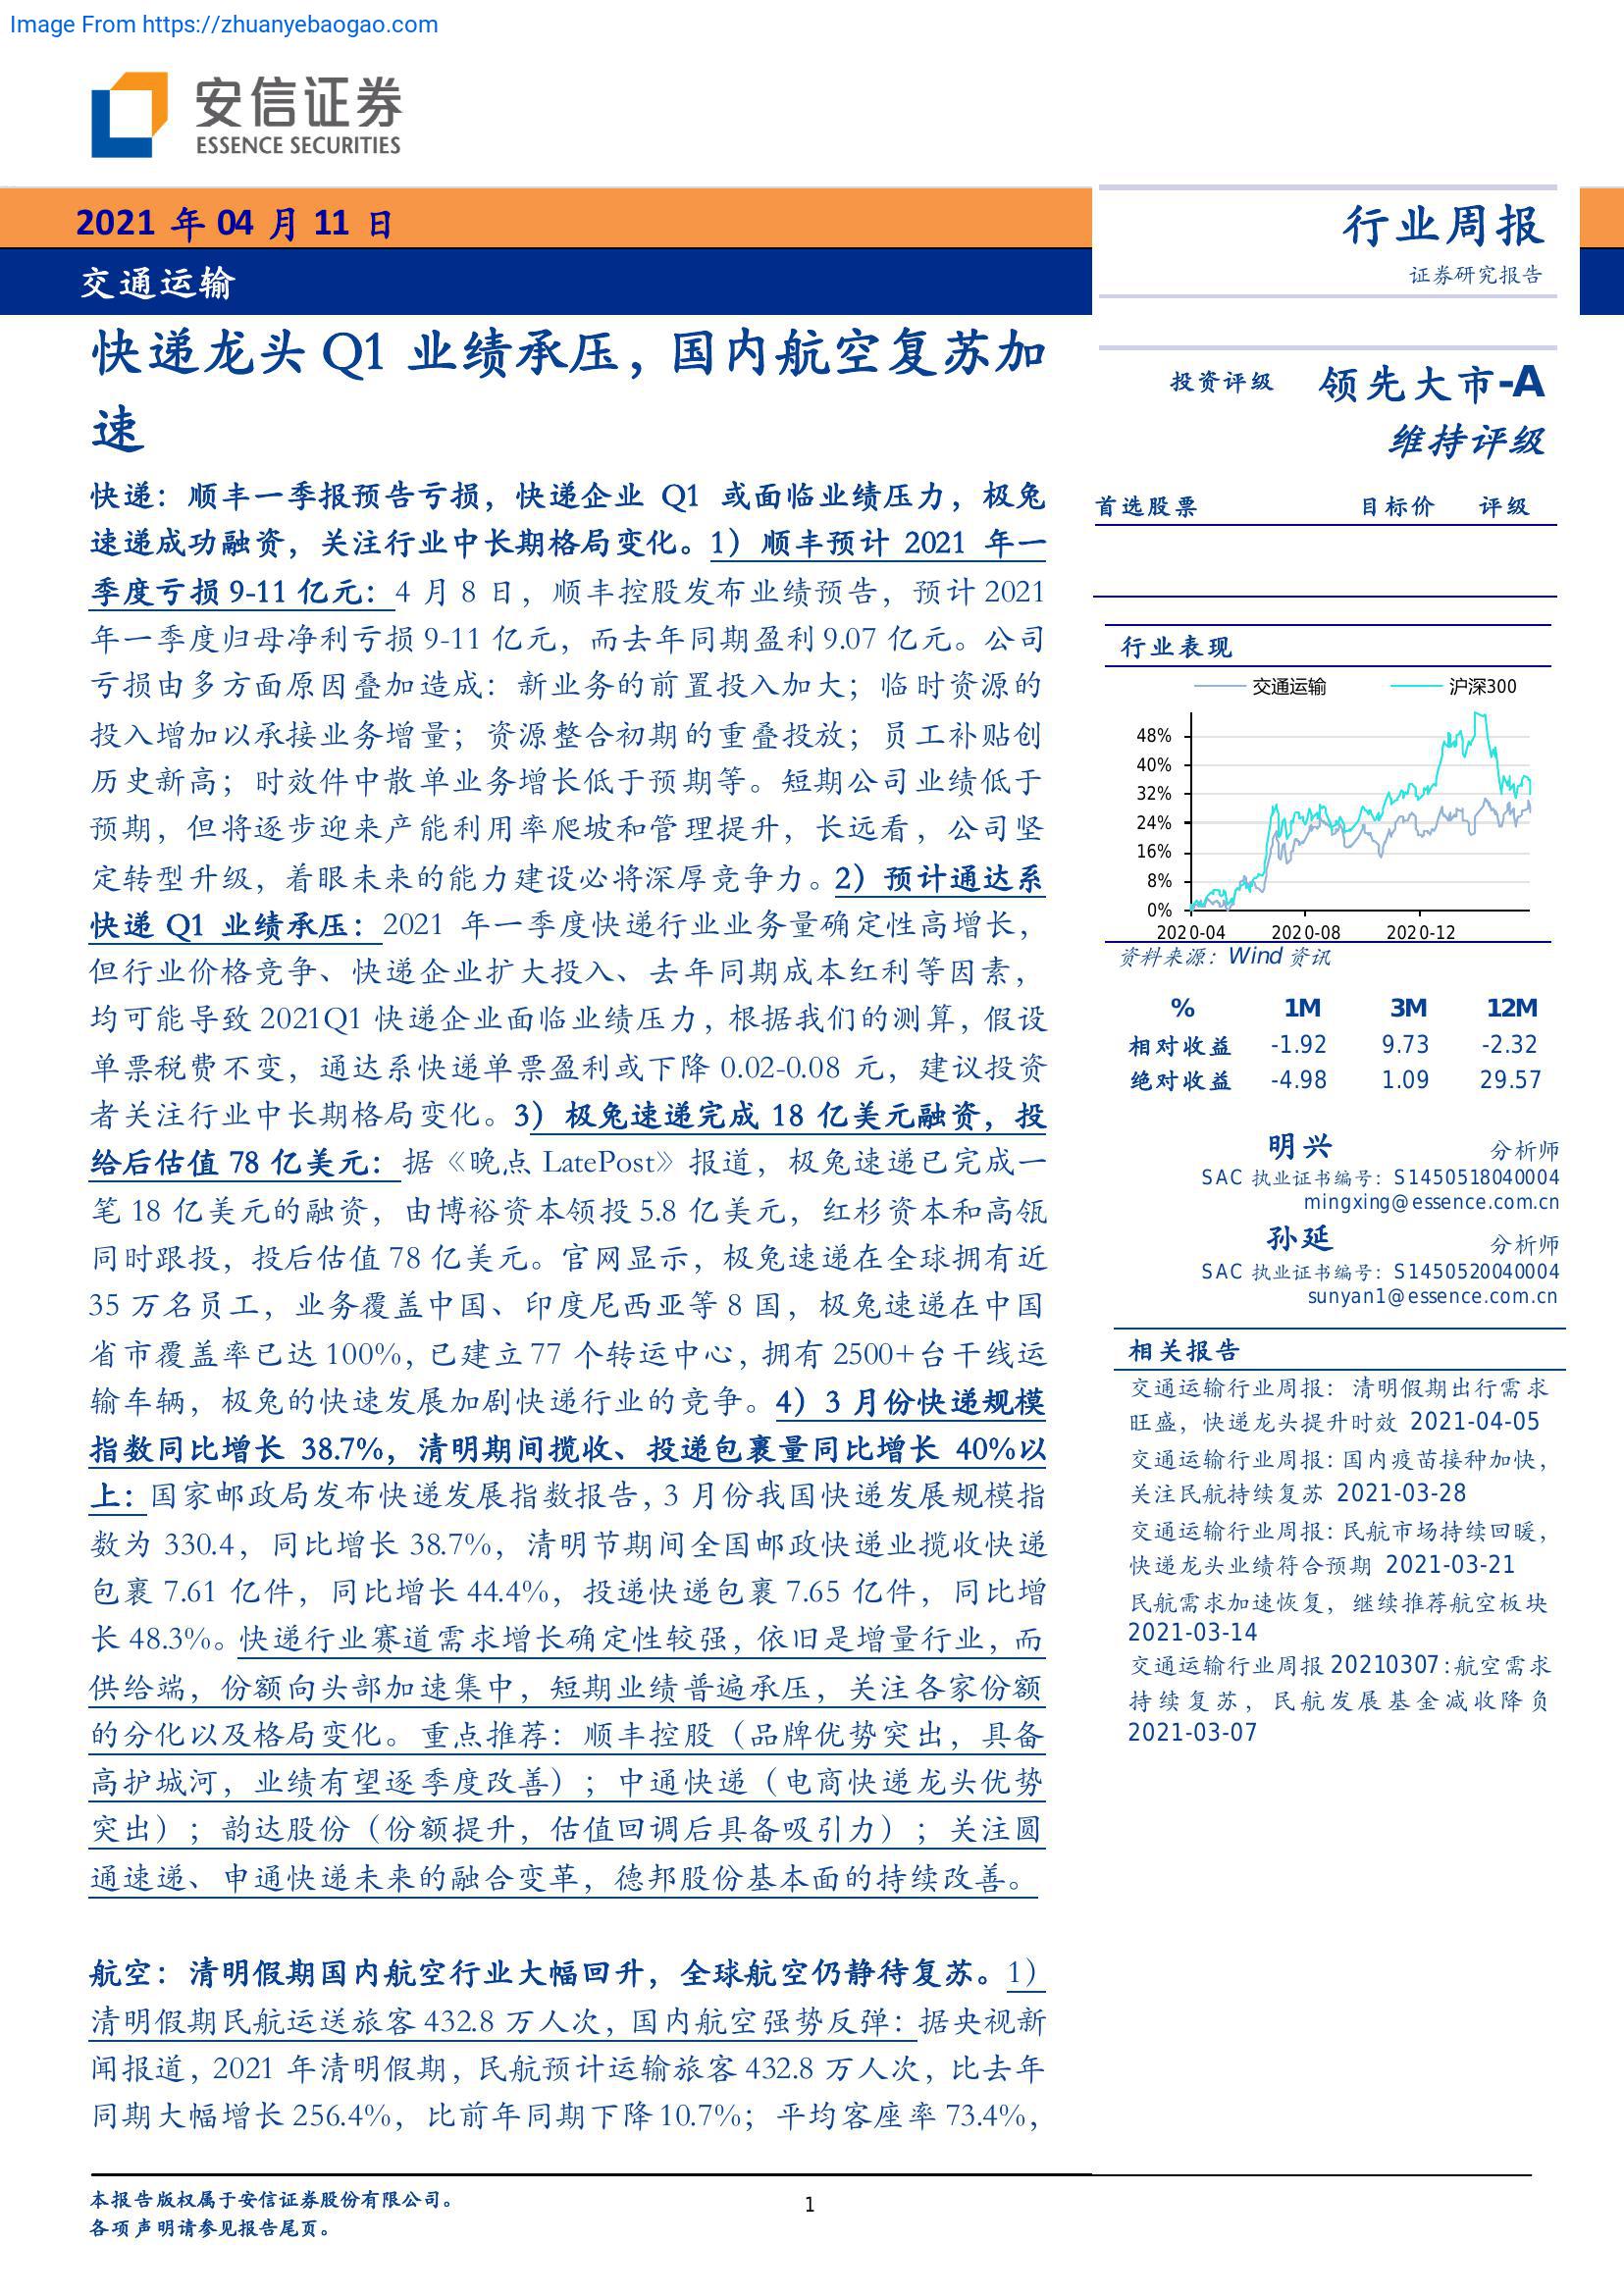 Image From https://zhuanyebaogao.com
安信证券
ESSENCE SECURITIES
2021 年 04 月 11 日
交通运输
行业周报
证券研究报告
快递龙头 Q1 业绩承压，国内航空复苏加
速
快递：顺丰一季报预告亏损，快递企业 Q1 或面临业绩压力，极兔
速递成功融资，关注行业中长期格局变化。1）顺丰预计 2021 年一
季度亏损 9-11 亿元：4 月 8 日，顺丰控股发布业绩预告，预计 2021
年一季度归母净利亏损 9-11 亿元，而去年同期盈利 9.07 亿元。公司
亏损由多方面原因叠加造成：新业务的前置投入加大；临时资源的
投入增加以承接业务增量；资源整合初期的重叠投放；员工补贴创
历史新高；时效件中散单业务增长低于预期等。短期公司业绩低于
预期，但将逐步迎来产能利用率爬坡和管理提升，长远看，公司坚
定转型升级，着眼未来的能力建设必将深厚竞争力。2）预计通达系
快递 Q1 业绩承压：2021 年一季度快递行业业务量确定性高增长，
但行业价格竞争、快递企业扩大投入、去年同期成本红利等因素，
均可能导致 2021Q1 快递企业面临业绩压力，根据我们的测算，假设
单票税费不变，通达系快递单票盈利或下降 0.02-0.08 元，建议投资
者关注行业中长期格局变化。3）极兔速递完成 18 亿美元融资，投
给后估值 78 亿美元：据《晚点 LatePost》报道，极兔速递已完成一
笔 18 亿美元的融资，由博裕资本领投 5.8 亿美元，红杉资本和高瓴
同时跟投，投后估值 78 亿美元。官网显示，极兔速递在全球拥有近
35 万名员工，业务覆盖中国、印度尼西亚等 8 国，极兔速递在中国
省市覆盖率已达 100%，已建立 77 个转运中心，拥有 2500+台干线运
输车辆，极兔的快速发展加剧快递行业的竞争。4）3 月份快递规模
指数同比增长 38.7%，清明期间揽收、投递包裹量同比增长 40%以
上：国家邮政局发布快递发展指数报告，3 月份我国快递发展规模指
数为 330.4，同比增长 38.7%，清明节期间全国邮政快递业揽收快递
包裹 7.61 亿件，同比增长 44.4%，投递快递包裹 7.65 亿件，同比增
长 48.3%。快递行业赛道需求增长确定性较强，依旧是增量行业，而
供给端，份额向头部加速集中，短期业绩普遍承压，关注各家份额
的分化以及格局变化。重点推荐：顺丰控股（品牌优势突出，具备
高护城河，业绩有望逐季度改善）；中通快递（电商快递龙头优势
突出）；韵达股份（份额提升，估值回调后具备吸引力）；关注圆
通速递、申通快递未来的融合变革，德邦股份基本面的持续改善。
航空：清明假期国内航空行业大幅回升，全球航空仍静待复苏。1）
清明假期民航运送旅客 432.8 万人次，国内航空强势反弹：据央视新
闻报道，2021 年清明假期，民航预计运输旅客 432.8 万人次，比去年
同期大幅增长 256.4%，比前年同期下降 10.7%；平均客座率 73.4%，
投资评级 领先大市-A
维持评级
首选股票 目标价 评级
行业表现
交通运输 沪深300
48%
40%
32%
24%
16%
8%
0%
2020-04 2020-08 2020-12
资料来源：Wind 资讯
% 1M 3M 12M
相对收益 -1.92 9.73 -2.32
绝对收益 -4.98 1.09 29.57
明兴 分析师
SAC 执业证书编号：S1450518040004
mingxing@essence.com.cn
孙延 分析师
SAC 执业证书编号：S1450520040004
sunyan1@essence.com.cn
相关报告
交通运输行业周报：清明假期出行需求
旺盛，快递龙头提升时效 2021-04-05
交通运输行业周报：国内疫苗接种加快，
关注民航持续复苏 2021-03-28
交通运输行业周报：民航市场持续回暖，
快递龙头业绩符合预期 2021-03-21
民航需求加速恢复，继续推荐航空板块
2021-03-14
交通运输行业周报 20210307：航空需求
持续复苏，民航发展基金减收降负
2021-03-07
本报告版权属于安信证券股份有限公司。
各项声明请参见报告尾页。
1